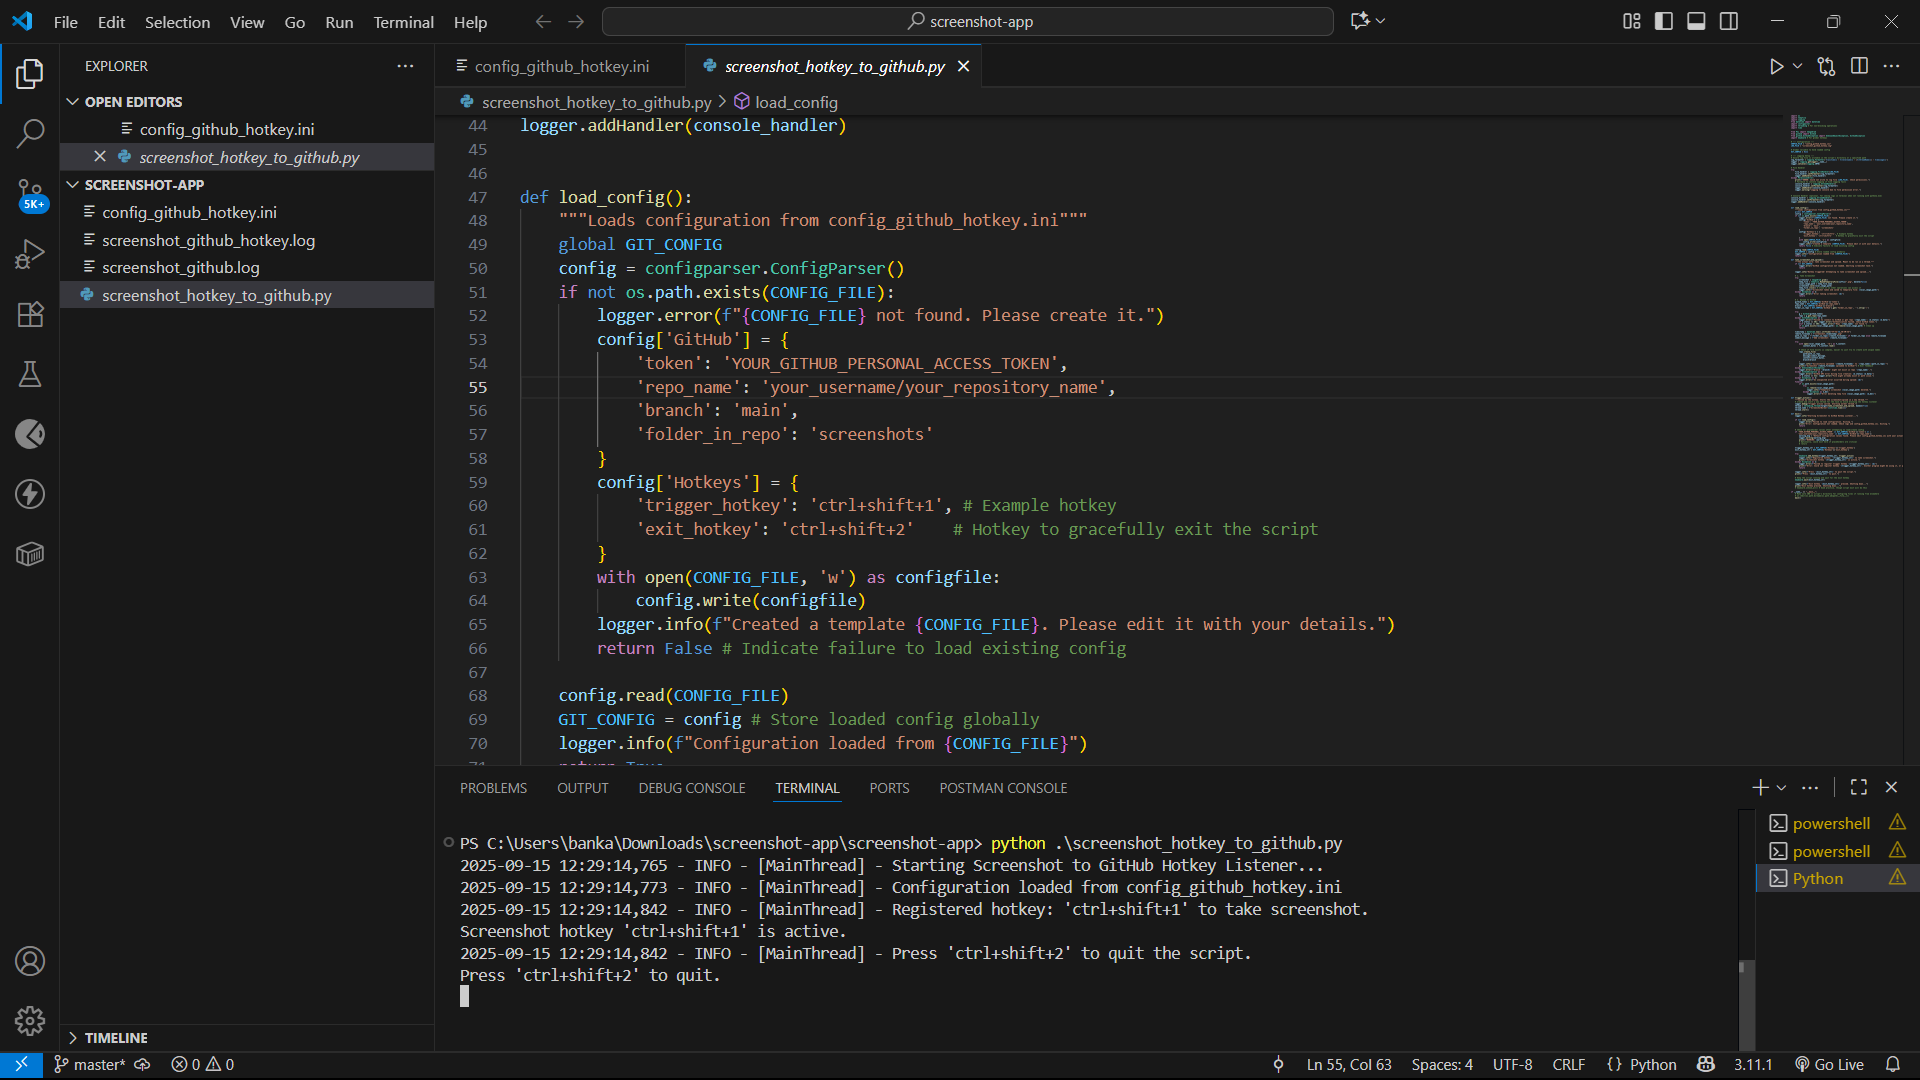 File Edit Selection View Go Run Terminal Help
screenshot-app
EXPLORER
OPEN EDITORS
config_github_hotkey.ini
screenshot_hotkey_to_github.py
SCREENSHOT-APP
config_github_hotkey.ini
screenshot_github_hotkey.log
screenshot_github.log
screenshot_hotkey_to_github.py
5K+
TIMELINE
config_github_hotkey.ini screenshot_hotkey_to_github.py
screenshot_hotkey_to_github.py > load_config
44 logger.addHandler(console_handler)
45
46
47 def load_config():
48 """Loads configuration from config_github_hotkey.ini"""
49 global GIT_CONFIG
50 config = configparser.ConfigParser()
51 if not os.path.exists(CONFIG_FILE):
52 logger.error(f"{CONFIG_FILE} not found. Please create it.")
53 config['GitHub'] = {
54 'token': 'YOUR_GITHUB_PERSONAL_ACCESS_TOKEN',
55 'repo_name': 'your_username/your_repository_name',
56 'branch': 'main',
57 'folder_in_repo': 'screenshots'
58 }
59 config['Hotkeys'] = {
60 'trigger_hotkey': 'ctrl+shift+1', # Example hotkey
61 'exit_hotkey': 'ctrl+shift+2' # Hotkey to gracefully exit the script
62 }
63 with open(CONFIG_FILE, 'w') as configfile:
64 config.write(configfile)
65 logger.info(f"Created a template {CONFIG_FILE}. Please edit it with your details.")
66 return False # Indicate failure to load existing config
67
68 config.read(CONFIG_FILE)
69 GIT_CONFIG = config # Store loaded config globally
70 logger.info(f"Configuration loaded from {CONFIG_FILE}")
71 return True
PROBLEMS OUTPUT DEBUG CONSOLE TERMINAL PORTS POSTMAN CONSOLE
PS C:\Users\banka\Downloads\screenshot-app\screenshot-app> python .\screenshot_hotkey_to_github.py
2025-09-15 12:29:14,765 - INFO - [MainThread] - Starting Screenshot to GitHub Hotkey Listener...
2025-09-15 12:29:14,773 - INFO - [MainThread] - Configuration loaded from config_github_hotkey.ini
2025-09-15 12:29:14,842 - INFO - [MainThread] - Registered hotkey: 'ctrl+shift+1' to take screenshot.
Screenshot hotkey 'ctrl+shift+1' is active.
2025-09-15 12:29:14,842 - INFO - [MainThread] - Press 'ctrl+shift+2' to quit the script.
Press 'ctrl+shift+2' to quit.
powershell
powershell
Python
master* 0 0 Ln 55, Col 63 Spaces: 4 UTF-8 CRLF {} Python 3.11.1 Go Live